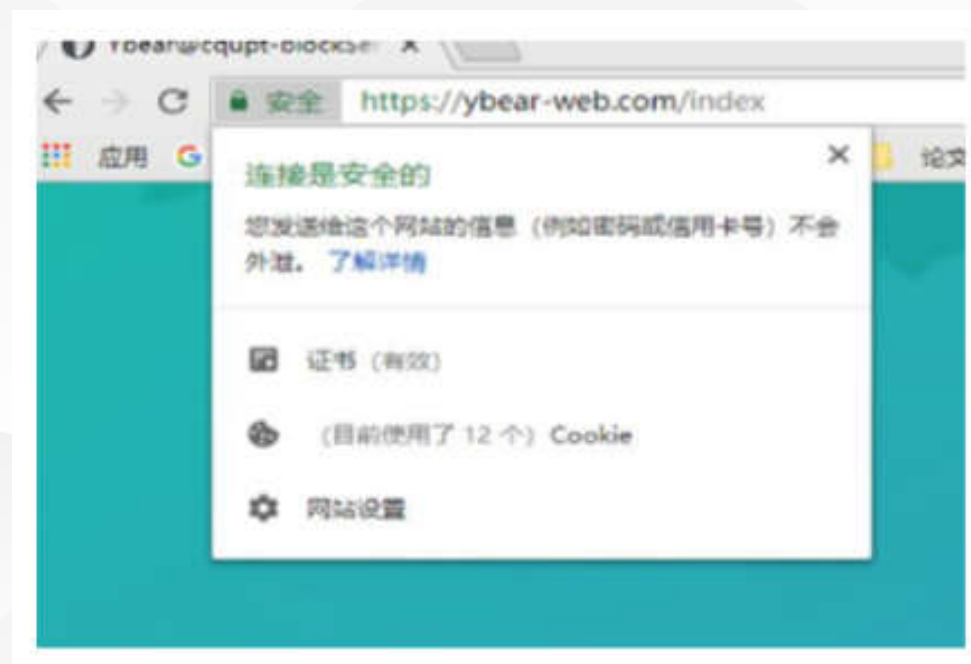 Ybear@cqupt-blockSe
安全 https://ybear-web.com/index
应用
论文
连接是安全的
您发送给这个网站的信息（例如密码或信用卡号）不会
外泄。 了解详情
证书（有效）
（目前使用了 12 个）Cookie
网站设置